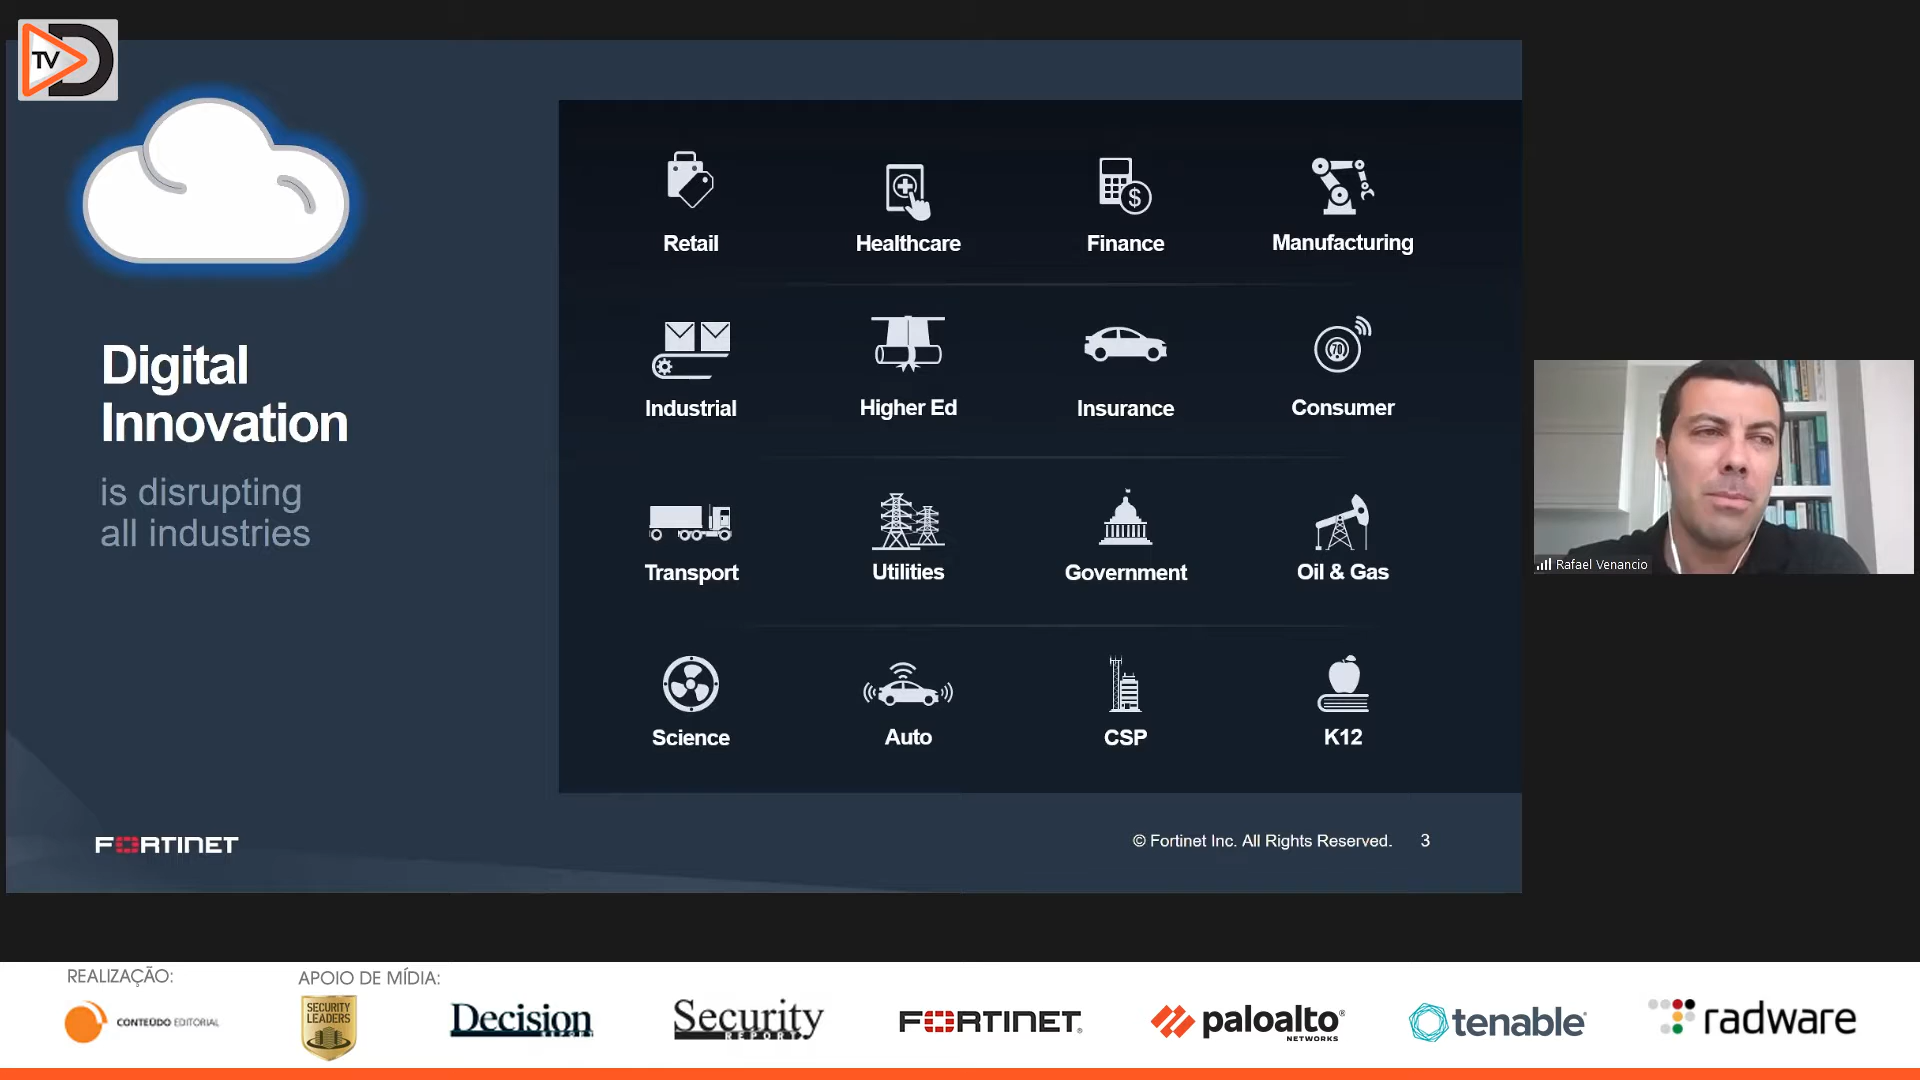 TV D
Digital
Innovation
is disrupting
all industries
Retail
Healthcare
Finance
Manufacturing
Industrial
Higher Ed
Insurance
70
Consumer
Transport
Utilities
Government
Oil & Gas
Science
Auto
CSP
K12
FORTINET
© Fortinet Inc. All Rights Reserved. 3
Rafael Venancio
REALIZAÇÃO:
CONTEÚDO EDITORIAL
APOIO DE MÍDIA:
SECURITY
LEADERS
Decision
REPORT
Security
REPORT
FORTINET®
paloalto®
NETWORKS
tenable®
radware